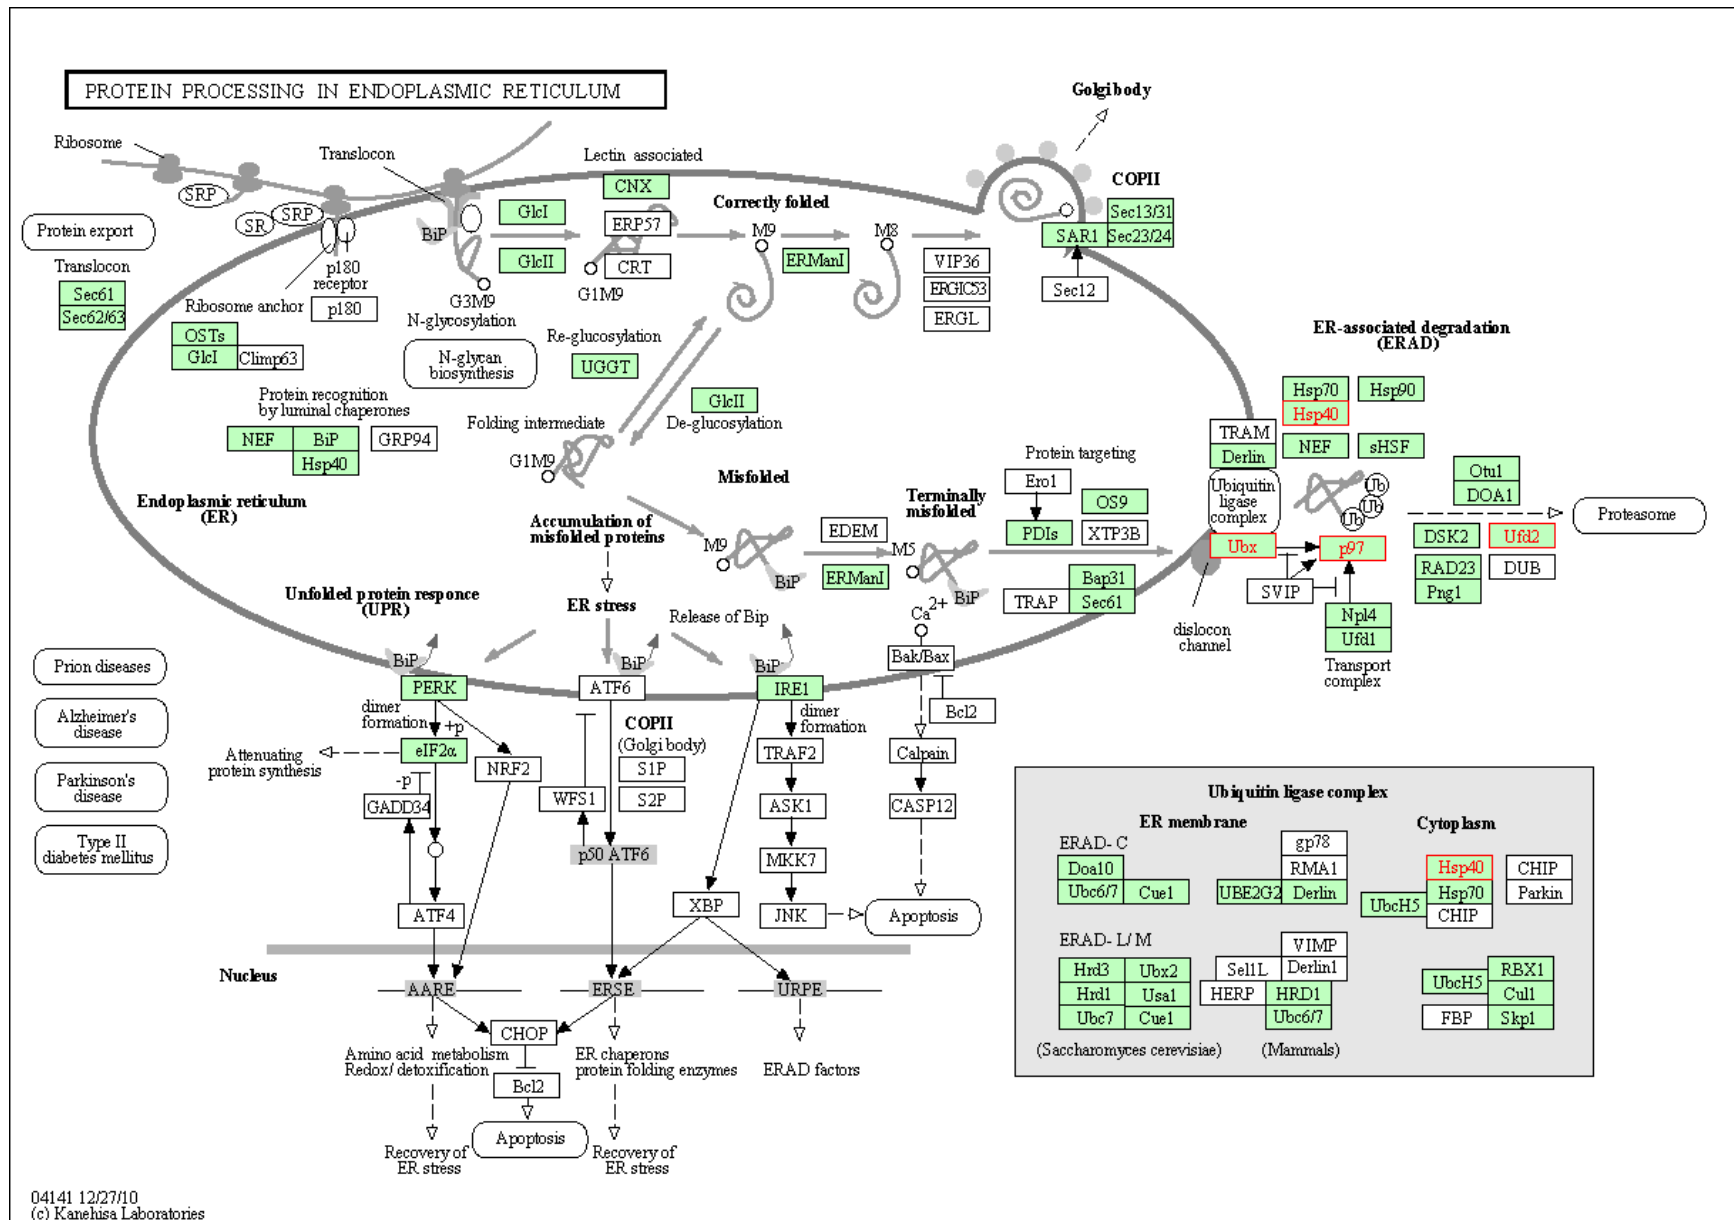 PROTEIN PROCESSING IN ENDOPLASMIC RETICULUM
Golgi body
Ribosome
Translocon
Lectin associated
SRP
SR
SRP
BiP
GlcI
GlcII
CNX
ERP57
CRT
Correctly folded
M9
M8
ERManI
VIP36
ERGIC53
ERGL
COPII
Sec13/31
SAR1
Sec23/24
Sec12
Protein export
Translocon
Sec61
Sec62/63
p180
receptor
Ribosome anchor
p180
OSTs
GlcI
Climp63
G3M9
N-glycosylation
G1M9
N-glycan
biosynthesis
Re-glucosylation
UGGT
GlcII
De-glucosylation
Protein recognition
by luminal chaperones
NEF
BiP
GRP94
Hsp40
Folding intermediate
G1M9
Endoplasmic reticulum
(ER)
Misfolded
Accumulation of
misfolded proteins
M9
BiP
EDEM
ERManI
Terminally
misfolded
M5
BiP
Protein targeting
Ero1
PDIs
OS9
XTP3B
Bap31
TRAP
Sec61
ER-associated degradation
(ERAD)
Hsp70
Hsp90
Hsp40
TRAM
Derlin
NEF
sHSF
Ubiquitin
ligase
complex
Ub
Ub
Ub
Otu1
DOA1
Proteasome
Ubx
p97
DSK2
Ufd2
RAD23
DUB
Png1
SVIP
Npl4
Ufd1
Transport
complex
dislocon
channel
Unfolded protein responce
(UPR)
ER stress
Release of Bip
Ca2+
BiP
BiP
BiP
Bak/Bax
PERK
ATF6
IRE1
Bcl2
Prion diseases
Alzheimer's
disease
Parkinson's
disease
Type II
diabetes mellitus
dimer
formation
+p
eIF2α
Attenuating
protein synthesis
-p
GADD34
NRF2
ATF4
COPII
(Golgi body)
S1P
S2P
WFS1
p50 ATF6
dimer
formation
TRAF2
ASK1
MKK7
JNK
XBP
Calpain
CASP12
Apoptosis
Nucleus
AARE
ERSE
URPE
CHOP
Bcl2
Apoptosis
Amino acid metabolism
Redox/detoxification
ER chaperons
protein folding enzymes
ERAD factors
Recovery of
ER stress
Recovery of
ER stress
Ubiquitin ligase complex
ER membrane
Cytoplasm
ERAD-C
Doa10
Ubc6/7
Cue1
gp78
RMA1
UBE2G2
Derlin
Hsp40
CHIP
Hsp70
Parkin
UbcH5
CHIP
ERAD-L/M
Hrd3
Ubx2
Hrd1
Usa1
Ubc7
Cue1
VIMP
Sel1L
Derlin1
HERP
HRD1
Ubc6/7
UbcH5
RBX1
Cul1
FBP
Skp1
(Saccharomyces cerevisiae)
(Mammals)
04141 12/27/10
(c) Kanehisa Laboratories